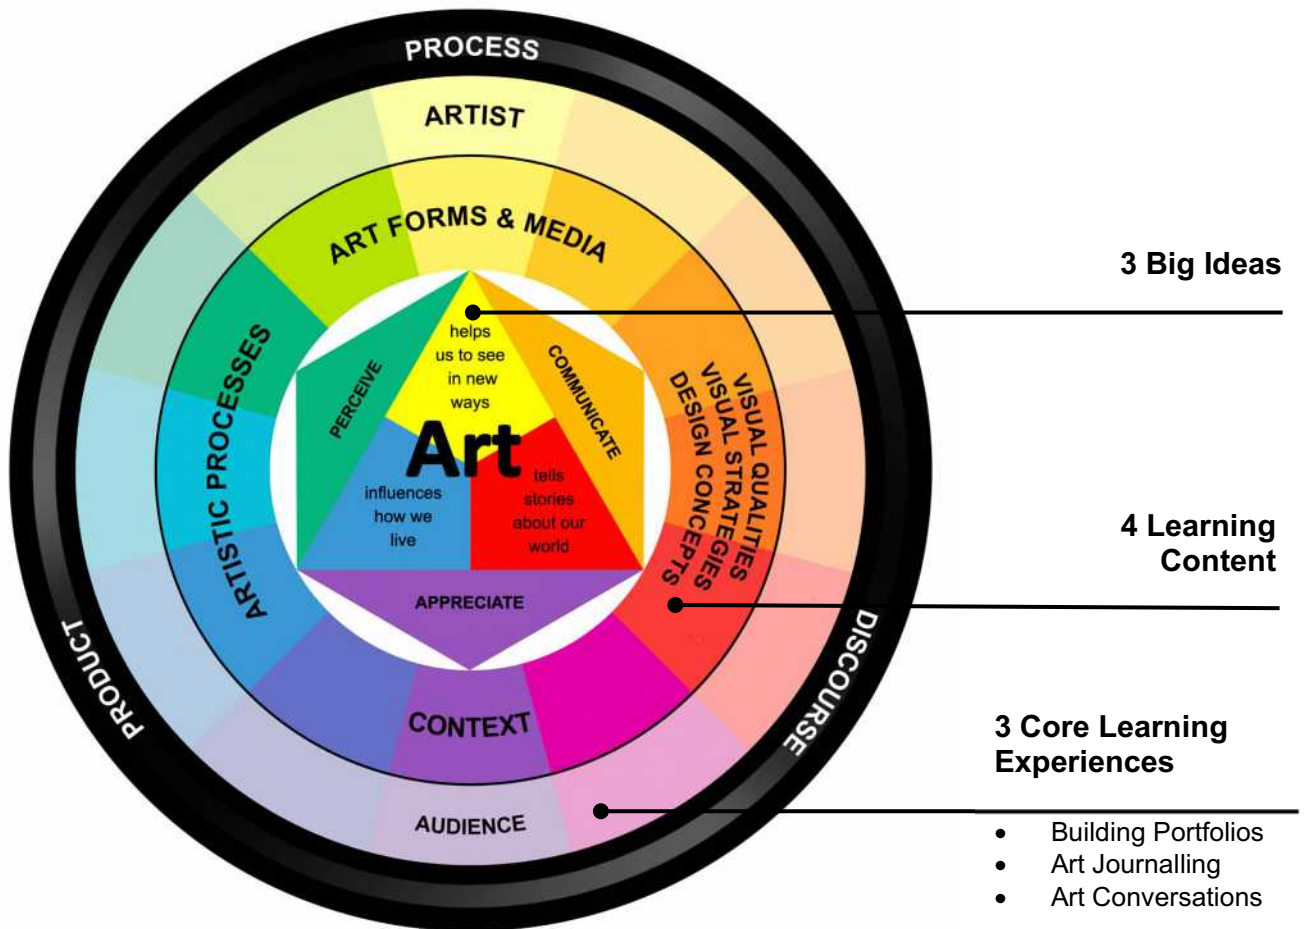 PROCESS
ARTIST
ART FORMS & MEDIA
3 Big Ideas
helps
us to see
in new
ways
PERCEIVE
COMMUNICATE
Art
influences
how we
live
tells
stories
about our
world
APPRECIATE
ARTISTIC PROCESSES
VISUAL QUALITIES
VISUAL STRATEGIES
DESIGN CONCEPTS
4 Learning
Content
PRODUCT
DISCOURSE
CONTEXT
AUDIENCE
3 Core Learning
Experiences
• Building Portfolios
• Art Journalling
• Art Conversations